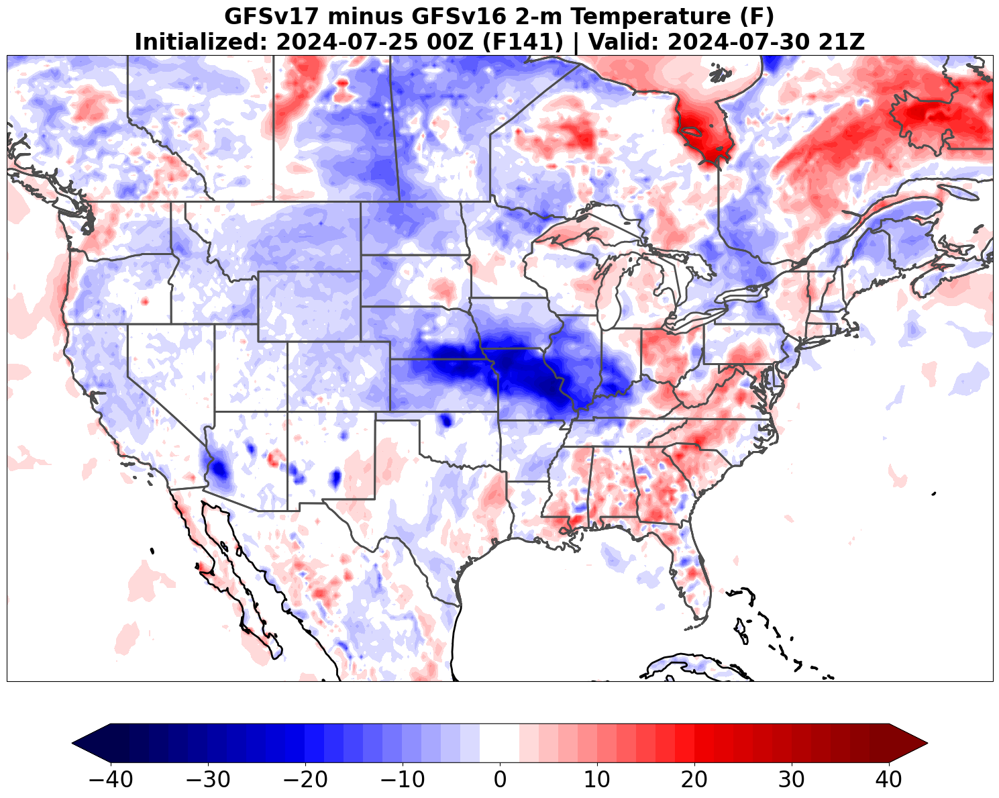 GFSv17 minus GFSv16 2-m Temperature (F)
Initialized: 2024-07-25 00Z (F141) | Valid: 2024-07-30 21Z
−40 −30 −20 −10 0 10 20 30 40